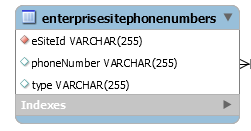 enterprisesitephonenumbers
eSiteId VARCHAR(255)
phoneNumber VARCHAR(255)
type VARCHAR(255)
Indexes